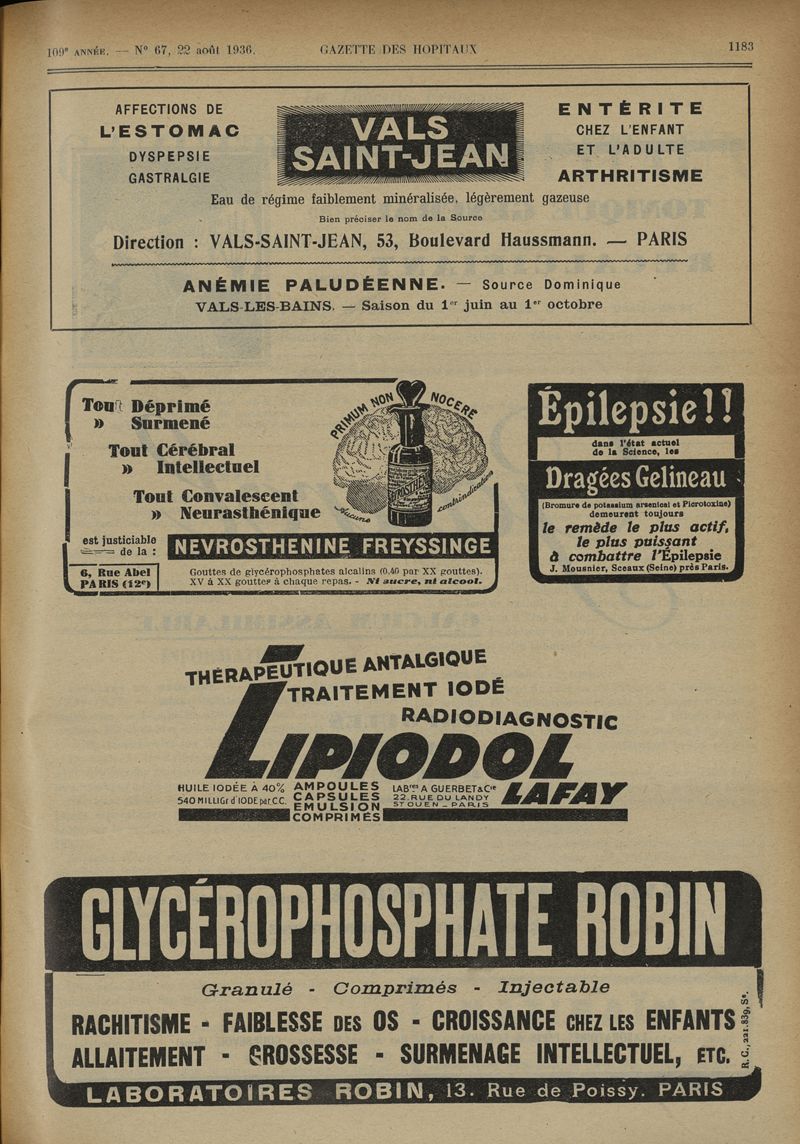 109e ANNÉE. — No 67, 22 août 1936. GAZETTE DES HOPITAUX 1183
AFFECTIONS DE
L'ESTOMAC
DYSPEPSIE
GASTRALGIE
VALS
SAINT-JEAN
ENTÉRITE
CHEZ L'ENFANT
ET L'ADULTE
ARTHRITISME
Eau de régime faiblement minéralisée, légèrement gazeuse
Bien préciser le nom de la Source
Direction : VALS-SAINT-JEAN, 53, Boulevard Haussmann. — PARIS
ANÉMIE PALUDÉENNE. — Source Dominique
VALS-LES-BAINS. — Saison du 1er juin au 1er octobre
Tout Déprimé
» Surmené
Tout Cérébral
» Intellectuel
Tout Convalescent
» Neurasthénique
PRIMUM NON NOCERE
Aucune contrindication
est justiciable
de la :
NÉVROSTHÉNINE FREYSSINGE
6, Rue Abel
PARIS (12e)
Gouttes de glycérophosphates alcalins (0.40 par XX gouttes).
XV à XX gouttes à chaque repas. - Ni sucre, ni alcool.
Épilepsie!!
dans l'état actuel
de la Science, les
Dragées Gelineau
(Bromure de potassium arsenical et Picrotoxine)
demeurent toujours
le remède le plus actif,
le plus puissant
à combattre l'Épilepsie
J. Mousnier, Sceaux (Seine) près Paris.
THÉRAPEUTIQUE ANTALGIQUE
TRAITEMENT IODÉ
RADIODIAGNOSTIC
LIPIODOL
LAFAY
HUILE IODÉE À 40%
540 MILLIGr d'IODE par C.C.
AMPOULES
CAPSULES
EMULSION
COMPRIMÉS
LABres A GUERBET & Cie
22.RUE DU LANDY
St OUEN _ PARIS
GLYCÉROPHOSPHATE ROBIN
Granulé - Comprimés - Injectable
RACHITISME - FAIBLESSE DES OS - CROISSANCE CHEZ LES ENFANTS
ALLAITEMENT - GROSSESSE - SURMENAGE INTELLECTUEL, ETC.
R. C., 221.839, Se.
LABORATOIRES ROBIN, 13. Rue de Poissy. PARIS